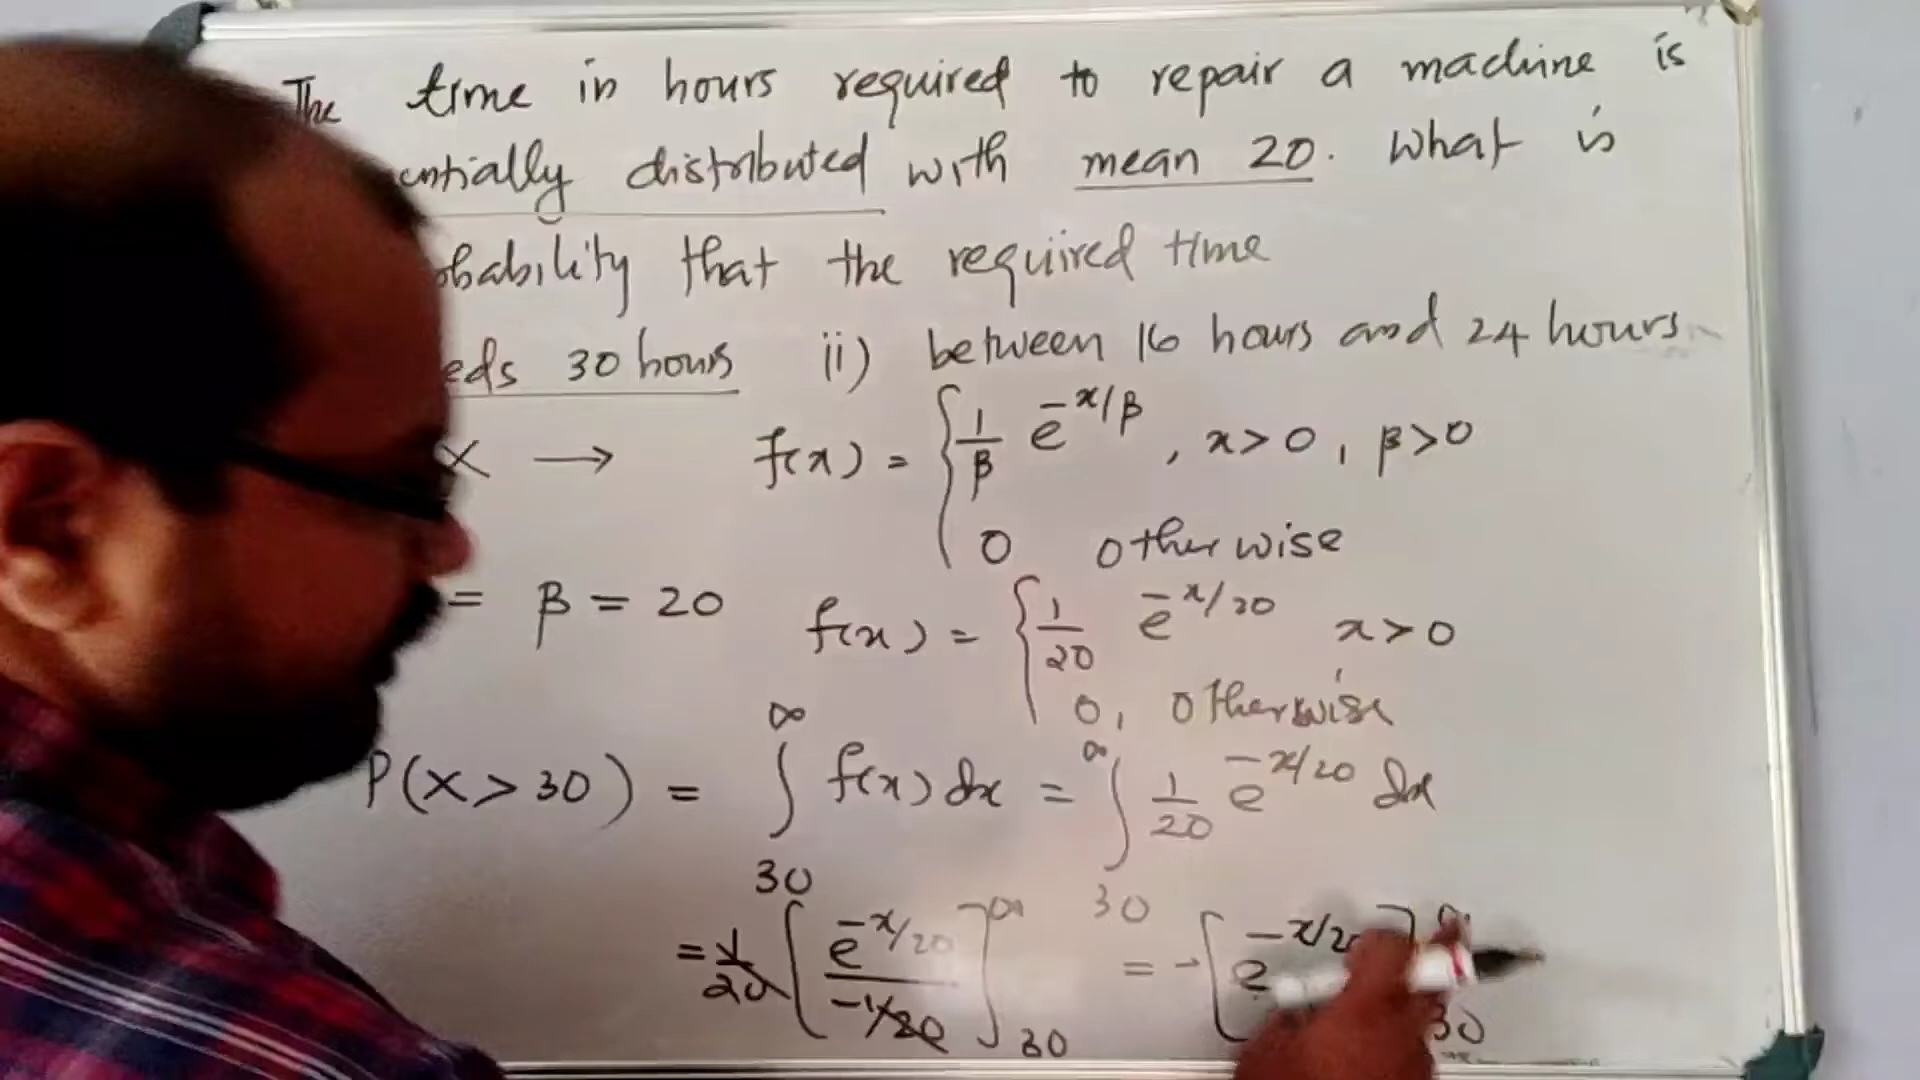 The time in hours required to repair a machine is
entially distributed with mean 20. What is
obability that the required time
eds 30 hours ii) between 16 hours and 24 hours
X → f(x) = { 1/β e^-x/β , x>0, β>0
0 otherwise
= β = 20 f(x) = { 1/20 e^-x/20 x>0
0, otherwise
P(X>30) = ∫_30^∞ f(x) dx = ∫_30^∞ 1/20 e^-x/20 dx
= 1/20 [ e^-x/20 / -1/20 ]_30^∞ = - [ e^-x/20 ]_30^∞